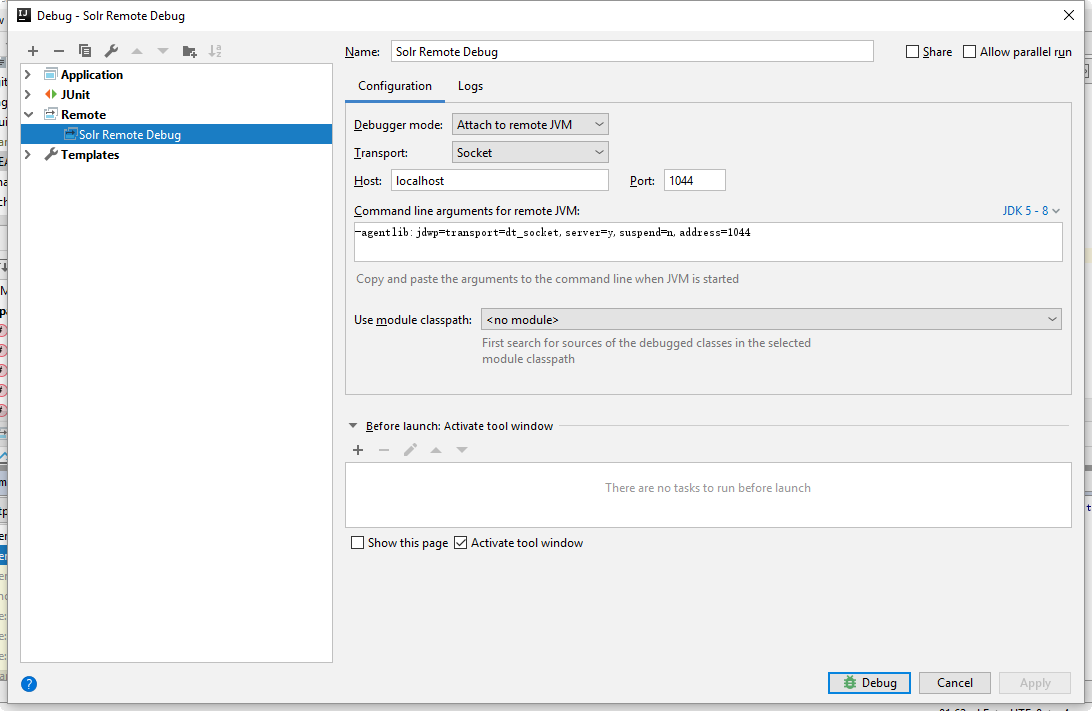 Debug - Solr Remote Debug
Name: Solr Remote Debug
Share
Allow parallel run
Application
JUnit
Remote
Solr Remote Debug
Templates
Configuration
Logs
Debugger mode: Attach to remote JVM
Transport: Socket
Host: localhost
Port: 1044
Command line arguments for remote JVM:
JDK 5 - 8
-agentlib:jdwp=transport=dt_socket,server=y,suspend=n,address=1044
Copy and paste the arguments to the command line when JVM is started
Use module classpath: <no module>
First search for sources of the debugged classes in the selected
module classpath
Before launch: Activate tool window
There are no tasks to run before launch
Show this page
Activate tool window
?
Debug
Cancel
Apply